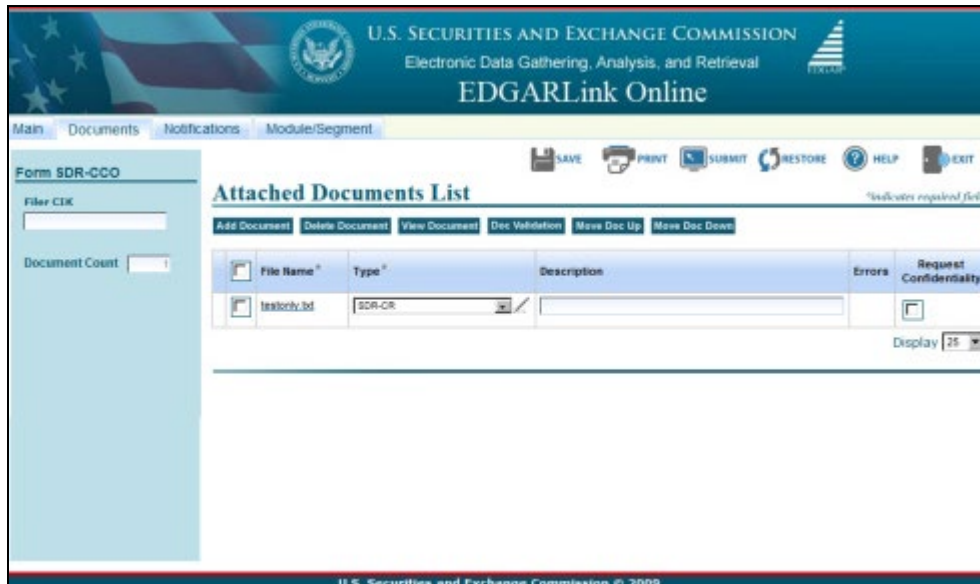 U.S. SECURITIES AND EXCHANGE COMMISSION
Electronic Data Gathering, Analysis, and Retrieval
EDGARLink Online
Main Documents Notifications Module/Segment
SAVE PRINT SUBMIT RESTORE HELP EXIT
Form SDR-CCO
Filer CIK
Document Count 1
Attached Documents List
*indicates required fiel
Add Document Delete Document View Document Doc Validation Move Doc Up Move Doc Down
File Name * Type * Description Errors Request Confidentiality
testonly.txt SDR-CR
Display 25
U.S. Securities and Exchange Commission © 2009